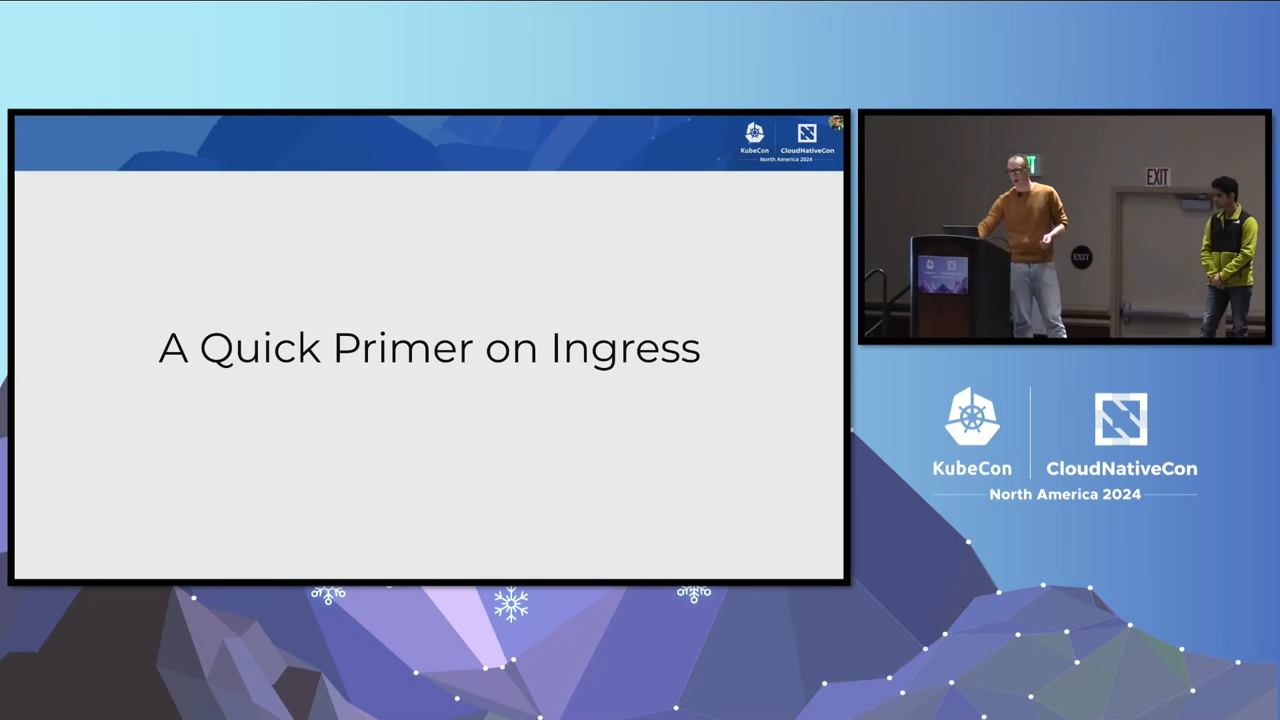 KubeCon
CloudNativeCon
North America 2024
A Quick Primer on Ingress
EXIT
EXIT
KubeCon
CloudNativeCon
North America 2024